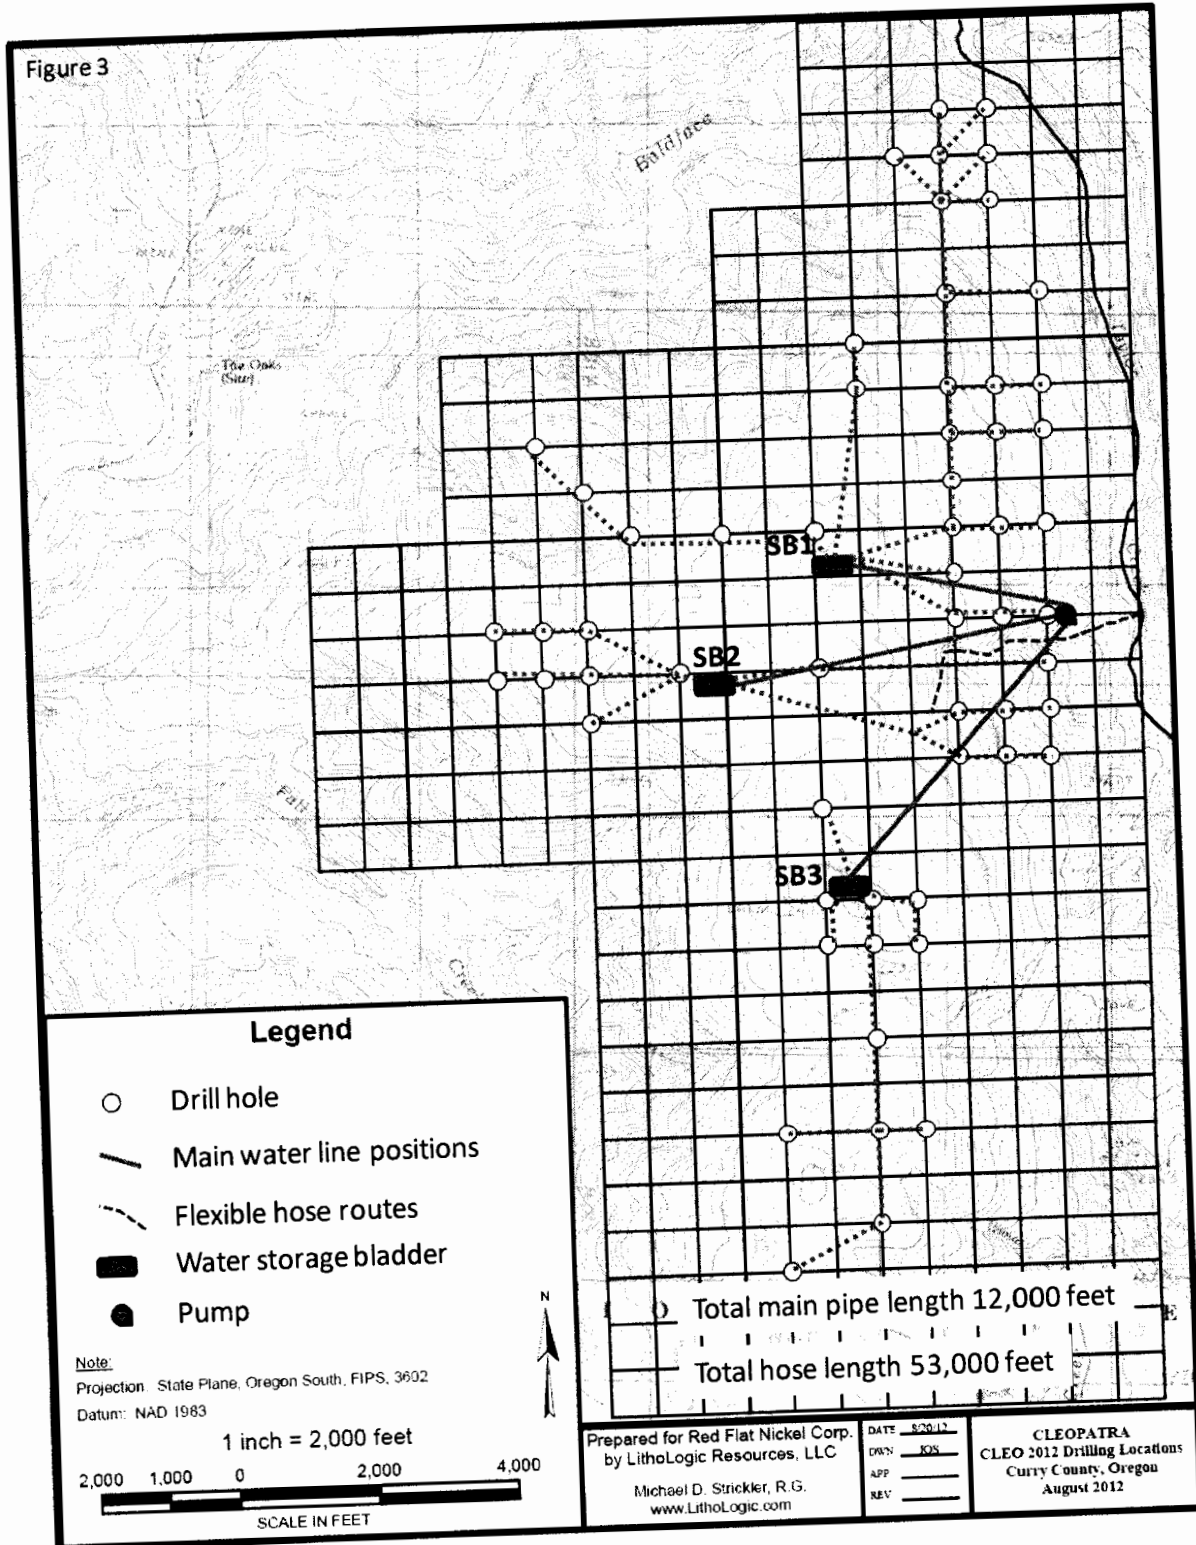 Figure 3
Baldface
The Oaks
(Site)
SB1
SB2
SB3
Legend
Drill hole
Main water line positions
Flexible hose routes
Water storage bladder
Pump
N
Note:
Projection: State Plane, Oregon South, FIPS, 3602
Datum: NAD 1983
1 inch = 2,000 feet
2,000 1,000 0 2,000 4,000
SCALE IN FEET
Total main pipe length 12,000 feet
E
Total hose length 53,000 feet
Prepared for Red Flat Nickel Corp.
by LithoLogic Resources, LLC
Michael D. Strickler, R.G.
www.LithoLogic.com
DATE 8/20/12
DWN
APP
REV
CLEOPATRA
CLEO 2012 Drilling Locations
Curry County, Oregon
August 2012